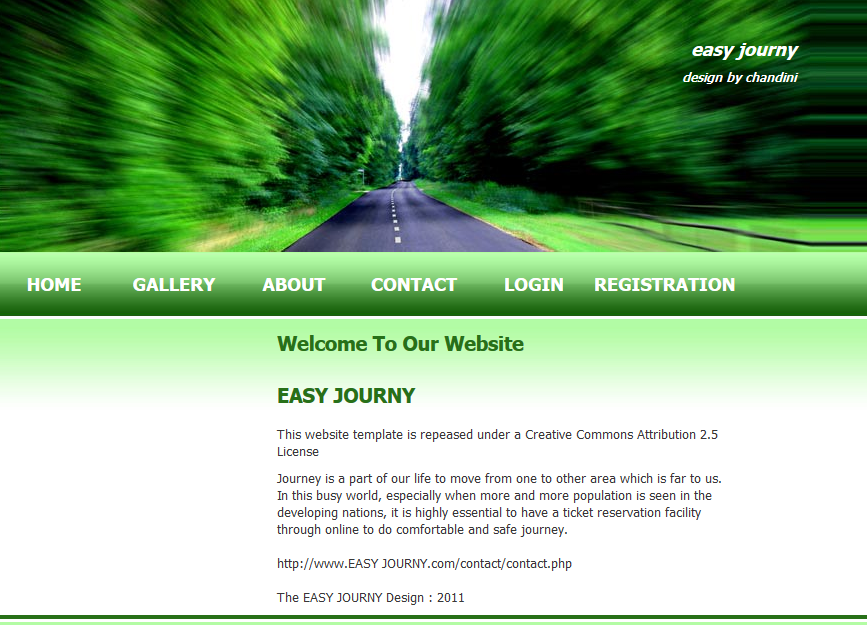 easy journy
design by chandini
HOME GALLERY ABOUT CONTACT LOGIN REGISTRATION
Welcome To Our Website
EASY JOURNY
This website template is repeased under a Creative Commons Attribution 2.5
License
Journey is a part of our life to move from one to other area which is far to us.
In this busy world, especially when more and more population is seen in the
developing nations, it is highly essential to have a ticket reservation facility
through online to do comfortable and safe journey.
http://www.EASY JOURNY.com/contact/contact.php
The EASY JOURNY Design : 2011